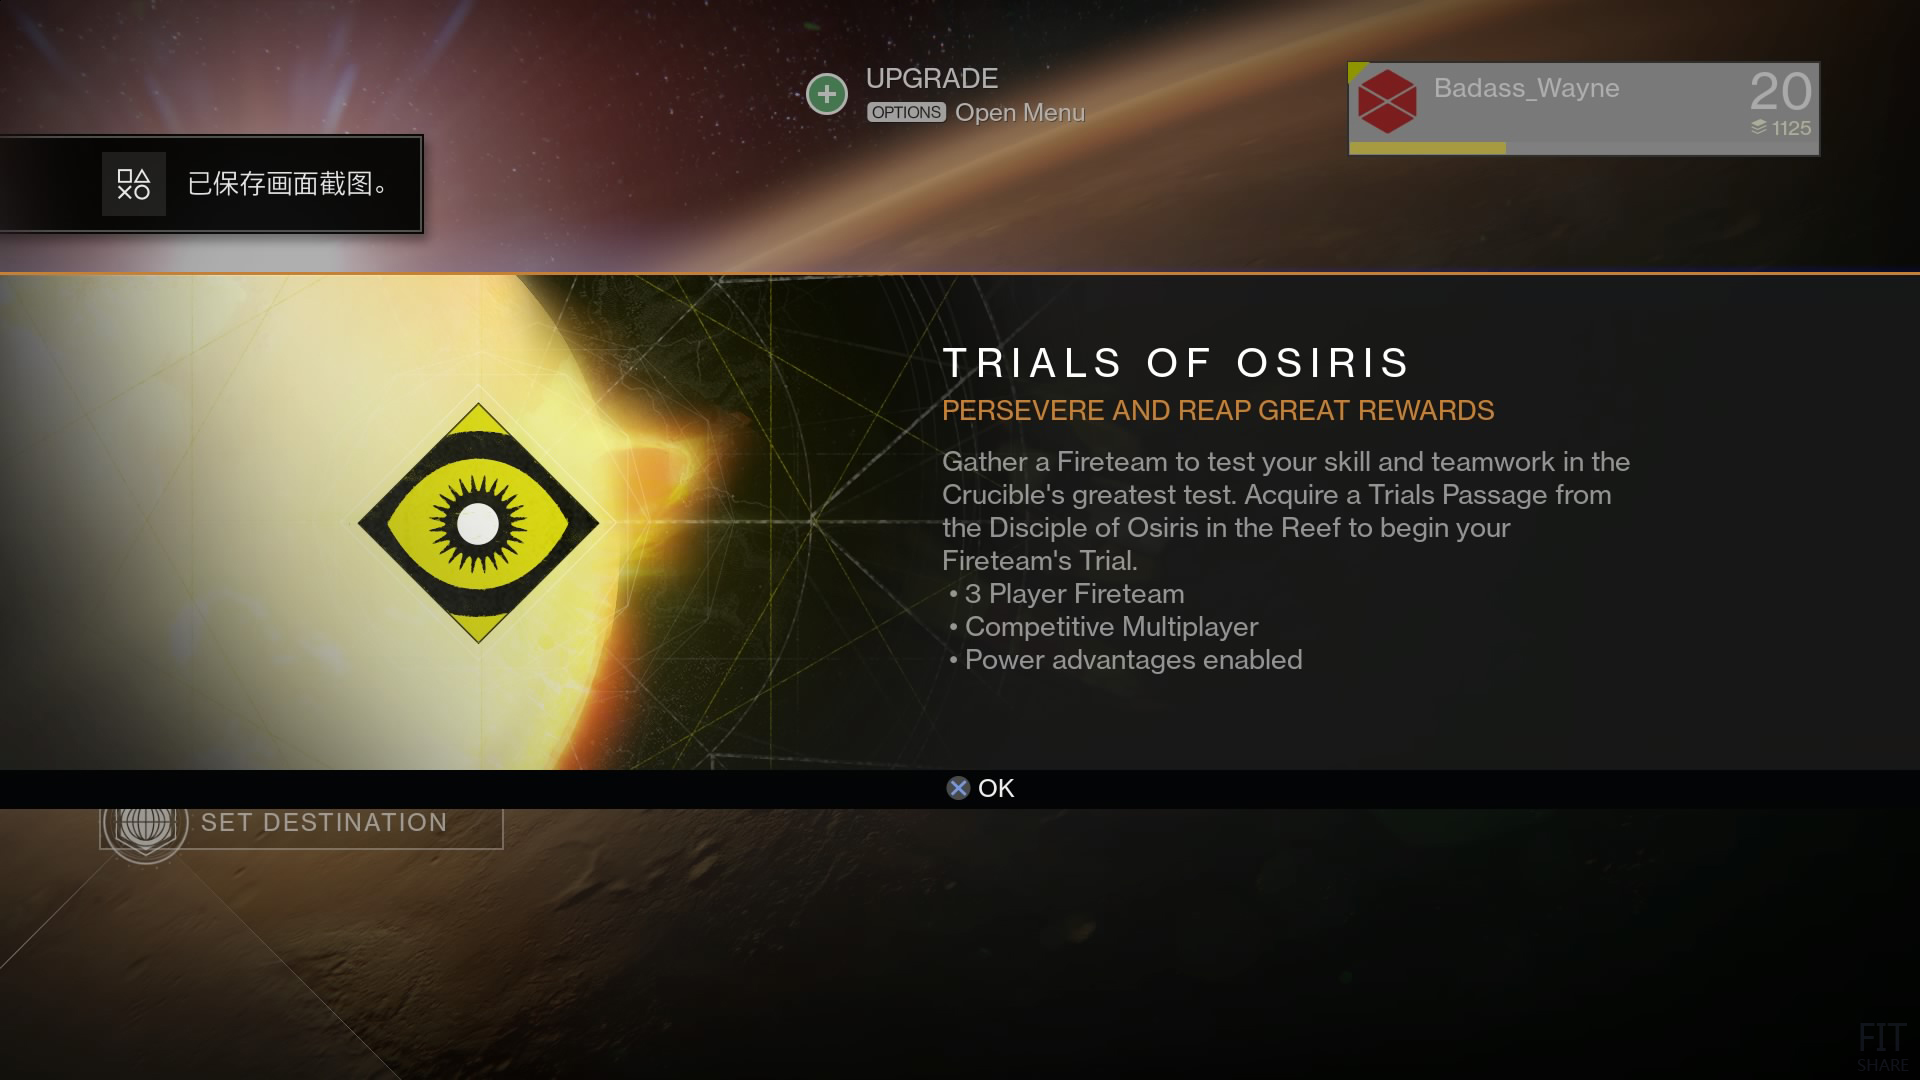 UPGRADE
OPTIONS Open Menu
Badass_Wayne
20
1125
已保存画面截图。
TRIALS OF OSIRIS
PERSEVERE AND REAP GREAT REWARDS
Gather a Fireteam to test your skill and teamwork in the
Crucible's greatest test. Acquire a Trials Passage from
the Disciple of Osiris in the Reef to begin your
Fireteam's Trial.
• 3 Player Fireteam
• Competitive Multiplayer
• Power advantages enabled
OK
SET DESTINATION
FIT
SHARE